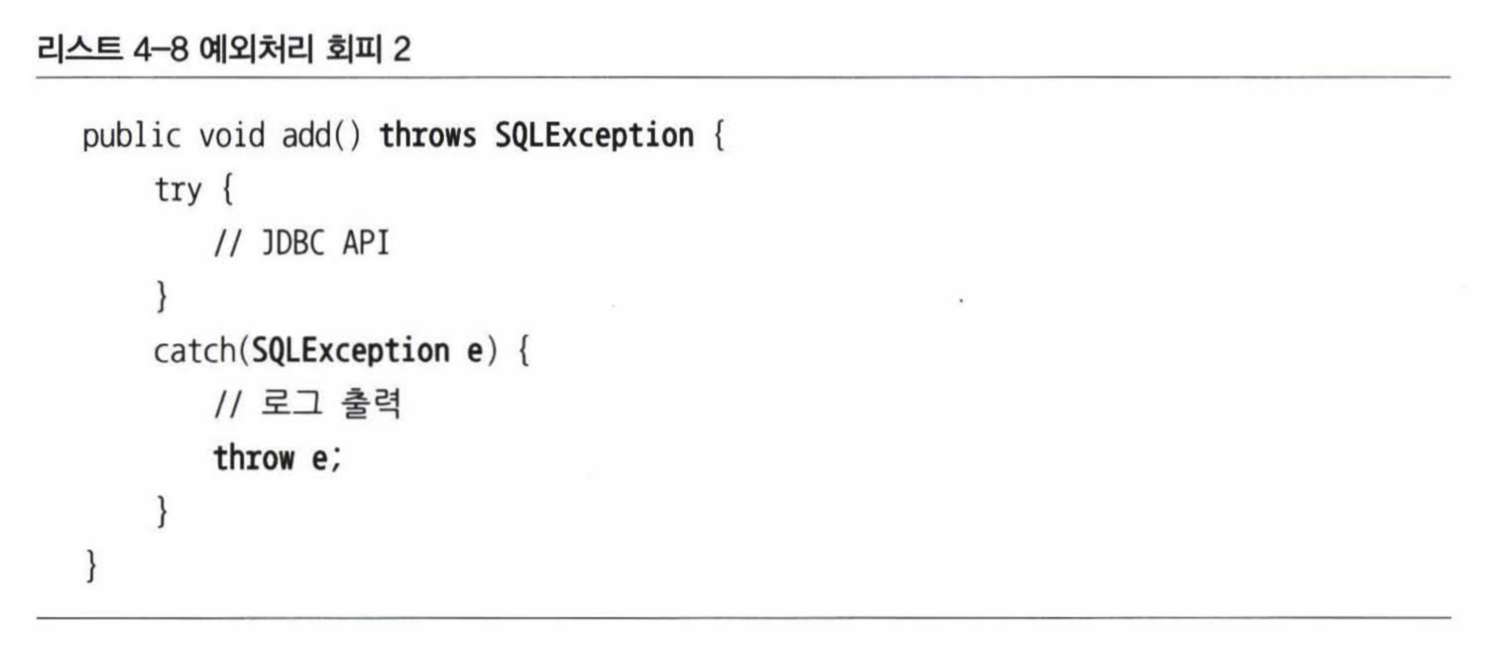 리스트 4–8 예외처리 회피 2
public void add() throws SQLException {
try {
// JDBC API
}
catch(SQLException e) {
// 로그 출력
throw e;
}
}